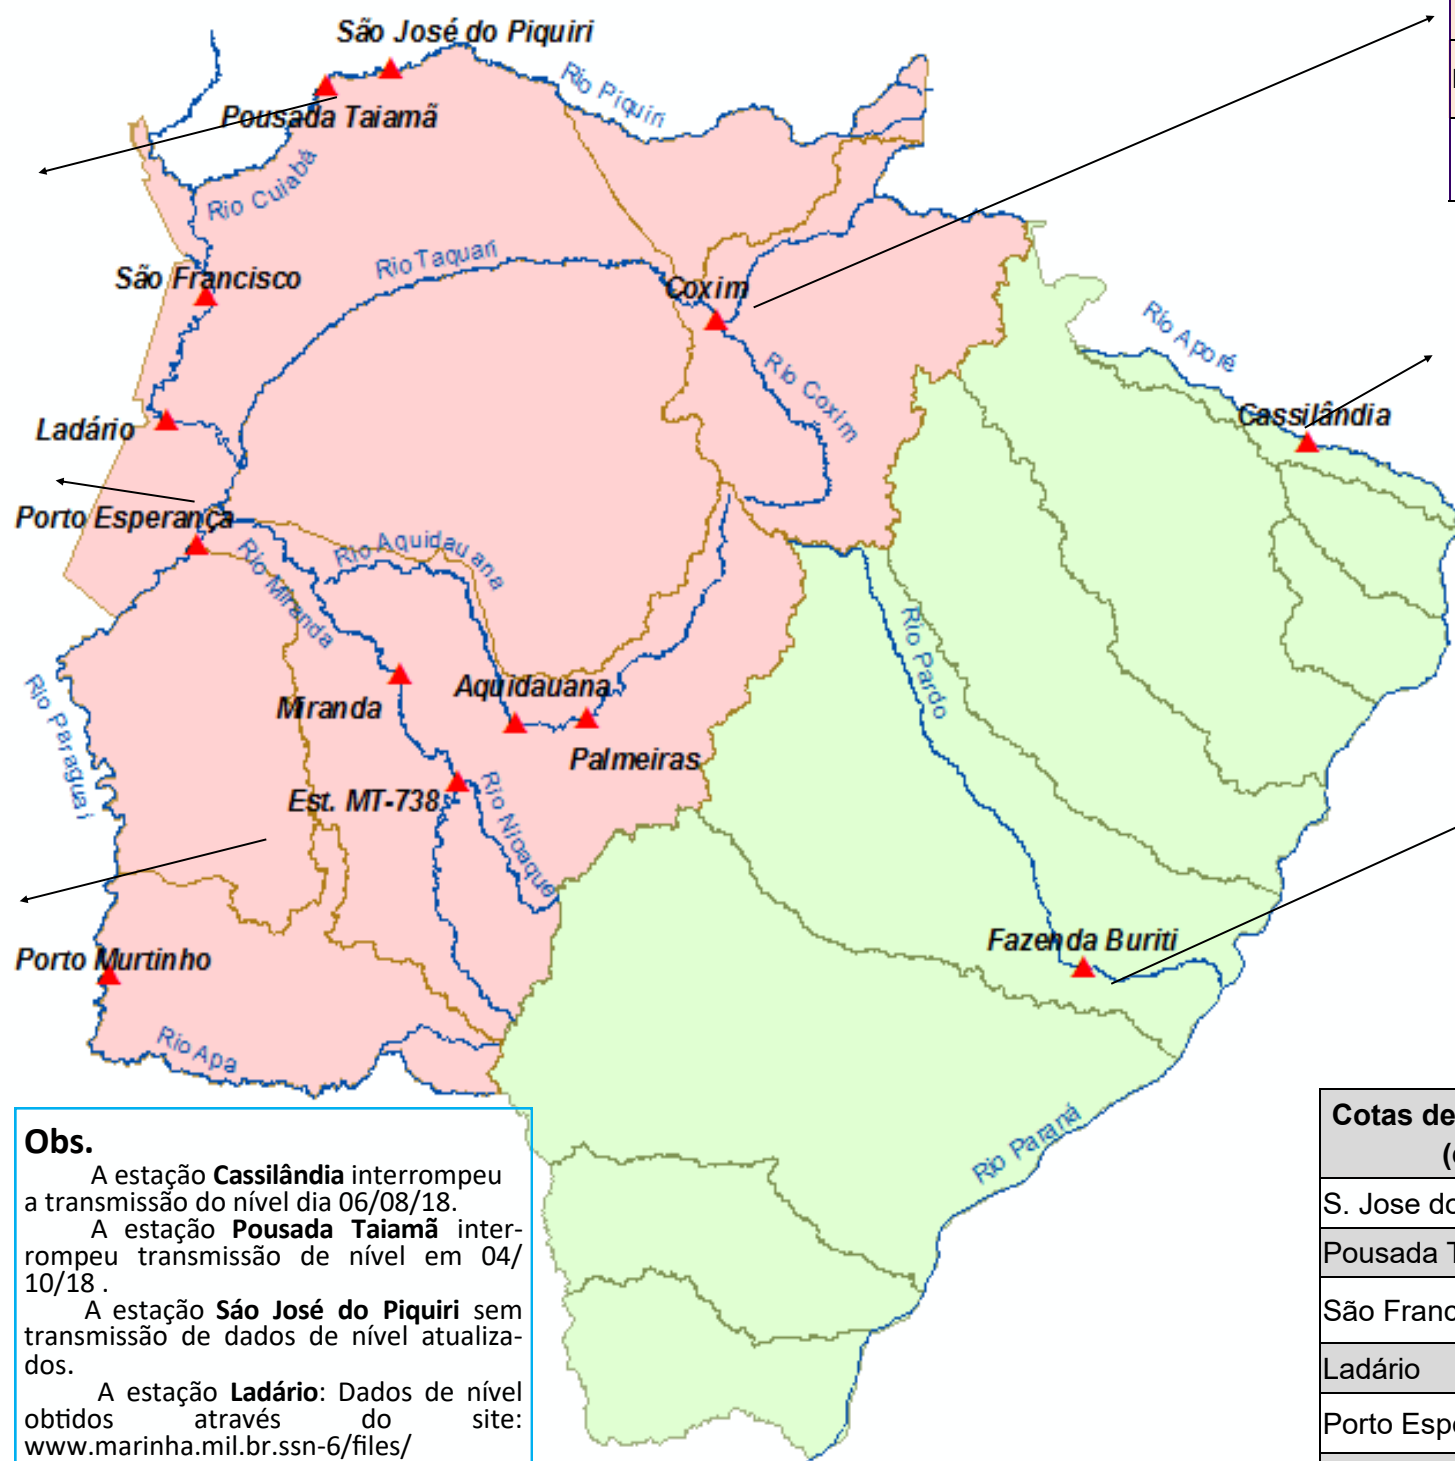 São José do Piquiri
Rio Piquiri
Pousada Taiamã
Rio Cuiabá
Rio Taquari
São Francisco
Coxim
Rio Aporé
Rio Coxim
Cassilândia
Ladário
Porto Esperança
Rio Aquidauana
Rio Miranda
Rio Pardo
Rio Paraguai
Aquidauana
Miranda
Palmeiras
Est. MT-738
Rio Nioaque
Fazenda Buriti
Porto Murtinho
Rio Apa
Rio Paraná
Obs.
A estação Cassilândia interrompeu
a transmissão do nível dia 06/08/18.
A estação Pousada Taiamã inter-
rompeu transmissão de nível em 04/
10/18 .
A estação Sáo José do Piquiri sem
transmissão de dados de nível atualiza-
dos.
A estação Ladário: Dados de nível
obtidos através do site:
www.marinha.mil.br.ssn-6/files/
Cotas de
S. Jose do
Pousada T
São Franc
Ladário
Porto Espe